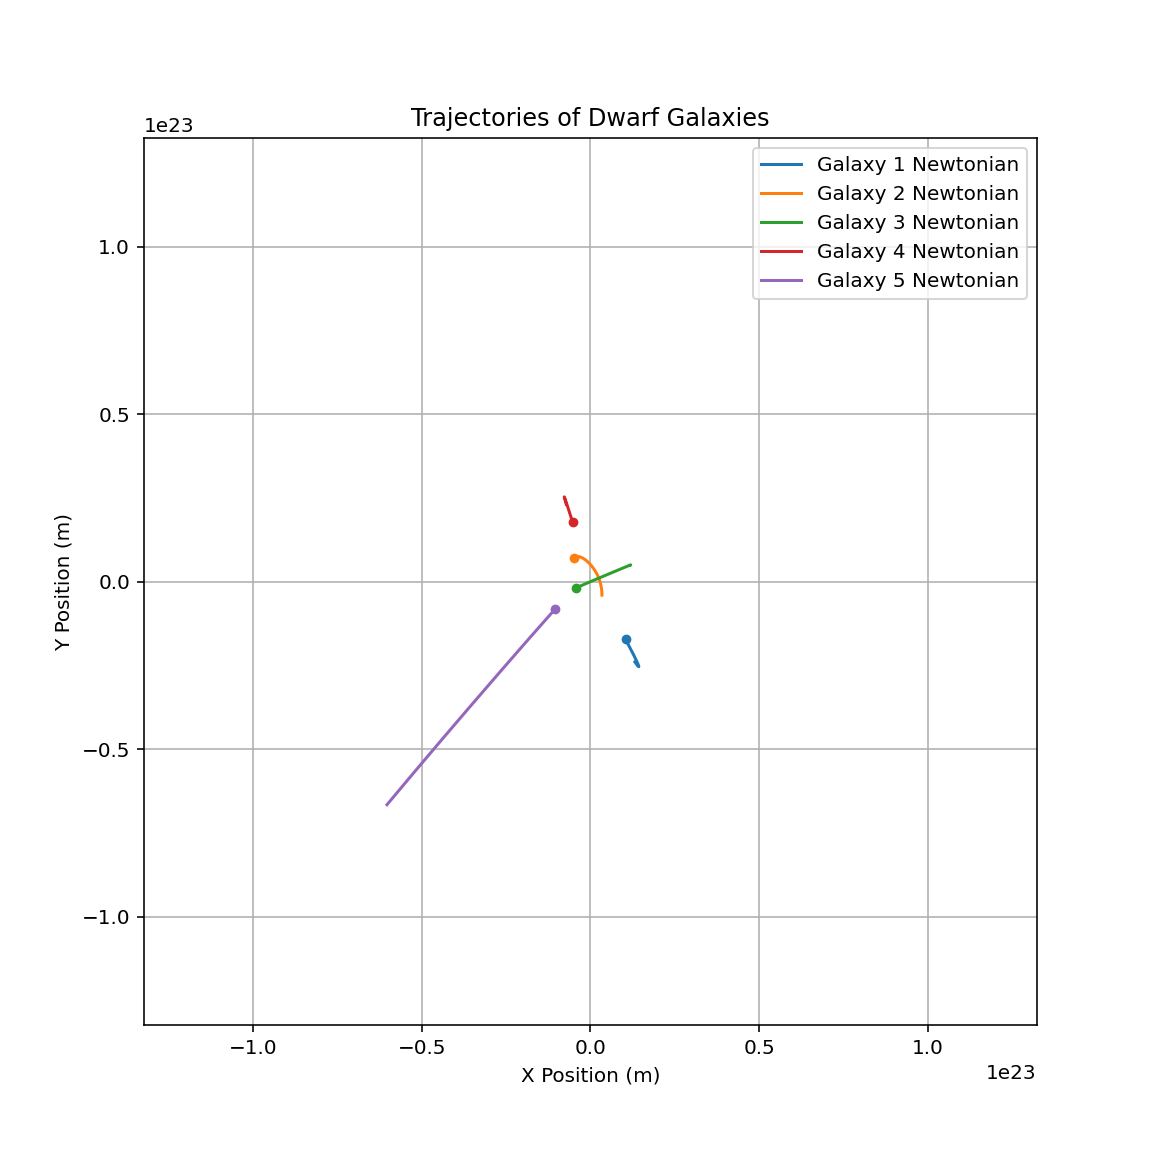 Trajectories of Dwarf Galaxies
1e23
Galaxy 1 Newtonian
Galaxy 2 Newtonian
Galaxy 3 Newtonian
Galaxy 4 Newtonian
Galaxy 5 Newtonian
1.0
0.5
0.0
−0.5
−1.0
Y Position (m)
−1.0 −0.5 0.0 0.5 1.0
X Position (m)
1e23